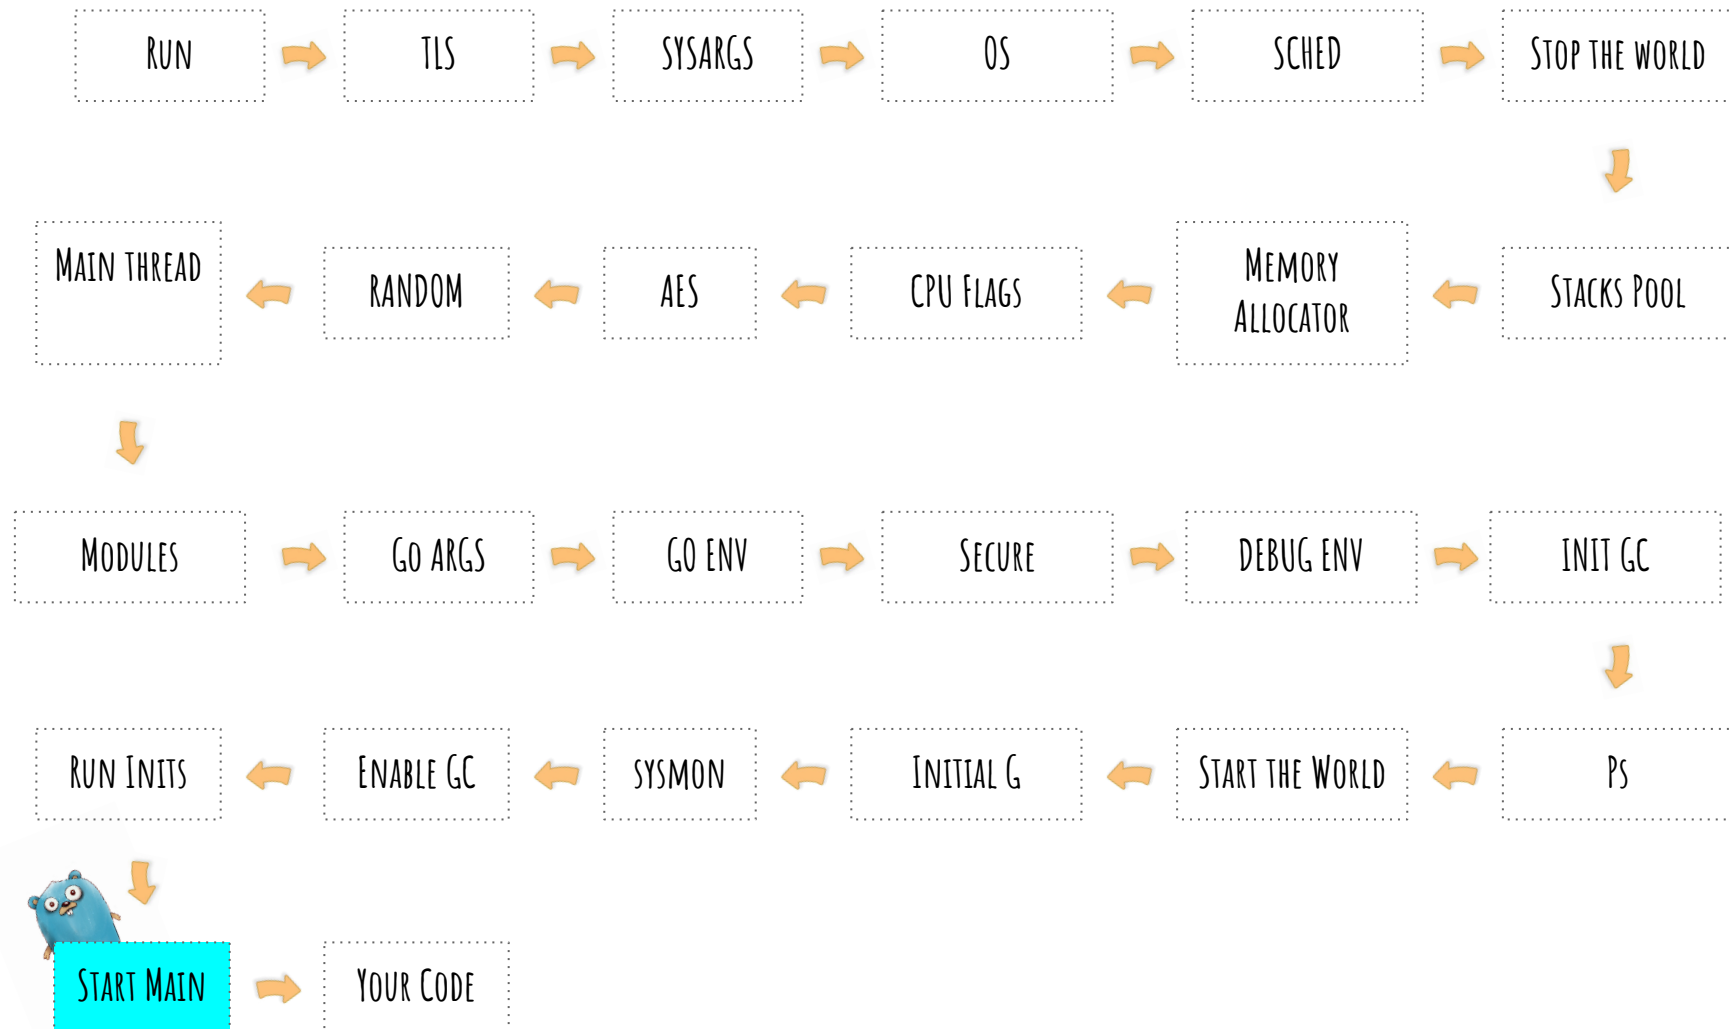 Run
TLS
SYSARGS
OS
SCHED
Stop the world
Stacks Pool
Memory
Allocator
CPU Flags
AES
RANDOM
Main thread
Modules
Go ARGS
GO ENV
Secure
DEBUG ENV
INIT GC
Ps
Start the World
Initial G
sysmon
Enable GC
Run Inits
Start Main
Your Code